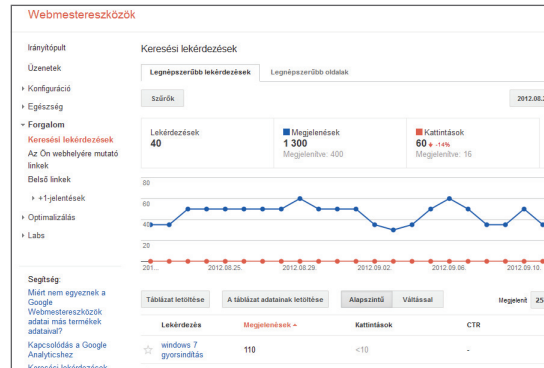 Webmestereszközök
Irányítópult
Üzenetek
Konfiguráció
Egészség
Forgalom
Keresési lekérdezések
Az Ön webhelyére mutató
linkek
Belső linkek
+1-jelentések
Optimalizálás
Labs
Segítség:
Miért nem egyeznek a
Google
Webmestereszközök
adatai más termékek
adataival?
Kapcsolódás a Google
Analyticshez
Keresési lekérdezések
Keresési lekérdezések
Legnépszerűbb lekérdezések Legnépszerűbb oldalak
Szűrők 2012.08.2
Lekérdezések Megjelenések Kattintások
40 1 300 60 -14%
Megjelenítve: 400 Megjelenítve: 16
80
60
40
20
201... 2012.08.25. 2012.08.29. 2012.09.02. 2012.09.06. 2012.09.10.
Táblázat letöltése A táblázat adatainak letöltése Alapszintű Váltással Megjelenít 25
Lekérdezés Megjelenések Kattintások CTR
windows 7
gyorsindítás 110 <10 -